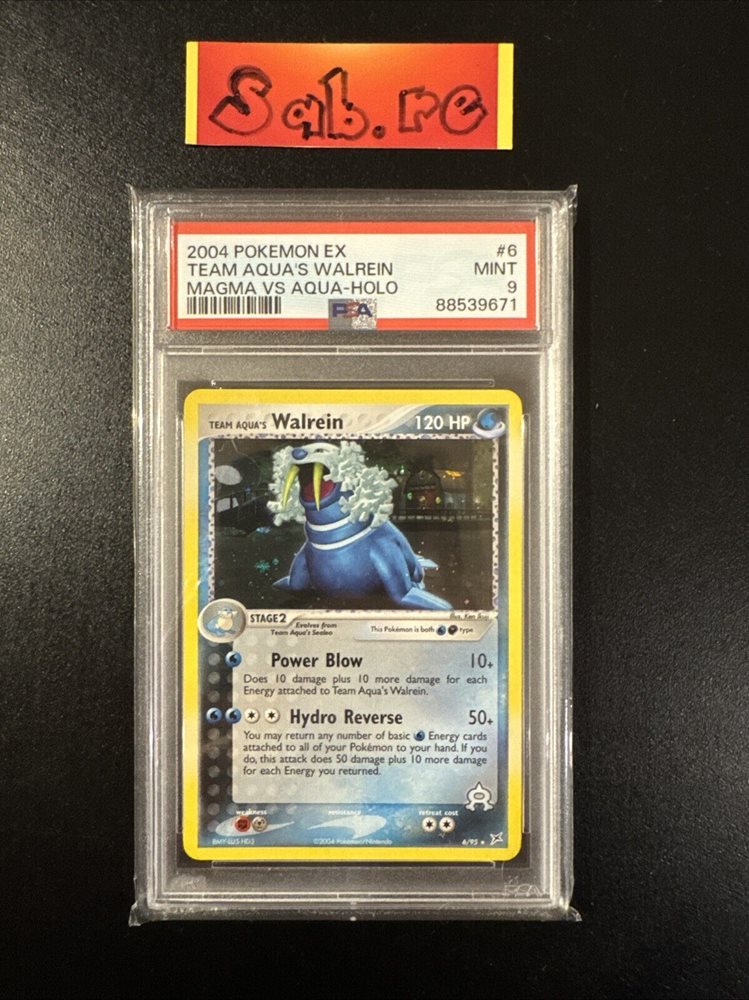 Sab.re
2004 POKEMON EX #6
TEAM AQUA'S WALREIN MINT
MAGMA VS AQUA-HOLO 9
88539671
PSA
TEAM AQUA'S Walrein 120 HP
Illus. Ken Sugi
STAGE2
Evolves from
Team Aqua's Sealeo
This Pokémon is both type.
Power Blow 10+
Does 10 damage plus 10 more damage for each
Energy attached to Team Aqua's Walrein.
Hydro Reverse 50+
You may return any number of basic Energy cards
attached to all of your Pokémon to your hand. If you
do, this attack does 50 damage plus 10 more damage
for each Energy you returned.
weakness resistance retreat cost
©2004 Pokémon/Nintendo 6/95